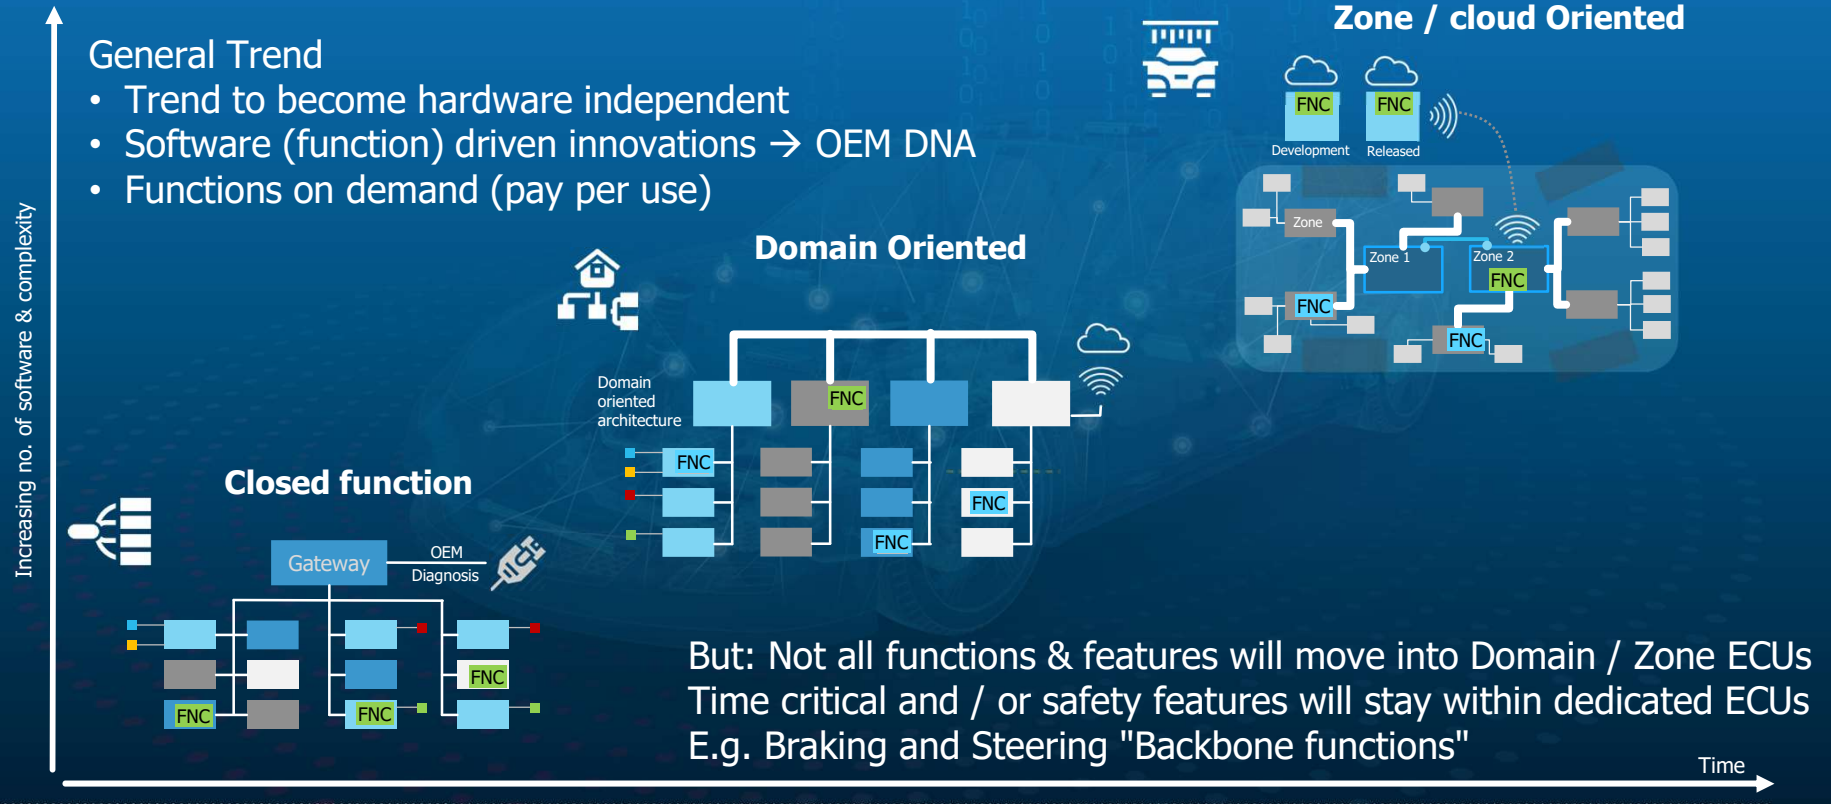 Zone / cloud Oriented
General Trend
• Trend to become hardware independent
• Software (function) driven innovations → OEM DNA
• Functions on demand (pay per use)
FNC
FNC
Development
Released
Zone
Zone 1
Zone 2
FNC
FNC
FNC
Domain Oriented
Domain
oriented
architecture
FNC
FNC
FNC
FNC
Closed function
Gateway
OEM
Diagnosis
FNC
FNC
FNC
But: Not all functions & features will move into Domain / Zone ECUs
Time critical and / or safety features will stay within dedicated ECUs
E.g. Braking and Steering "Backbone functions"
Increasing no. of software & complexity
Time